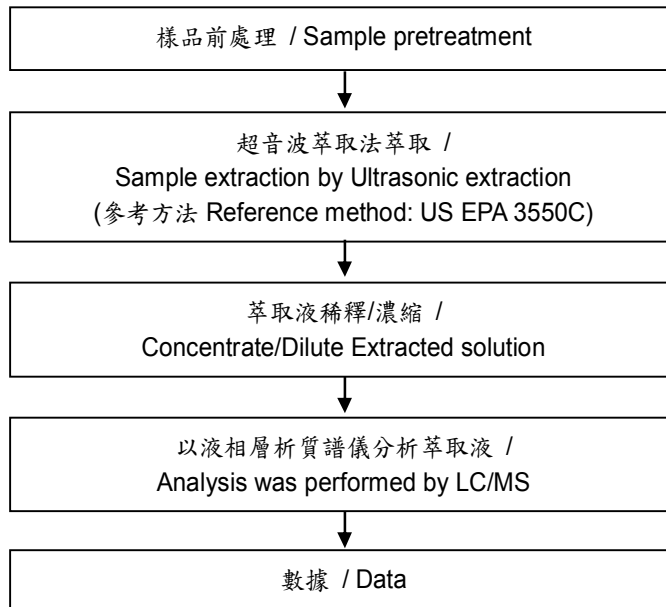 樣品前處理 / Sample pretreatment
超音波萃取法萃取 /
Sample extraction by Ultrasonic extraction
(參考方法 Reference method: US EPA 3550C)
萃取液稀釋/濃縮 /
Concentrate/Dilute Extracted solution
以液相層析質譜儀分析萃取液 /
Analysis was performed by LC/MS
數據 / Data